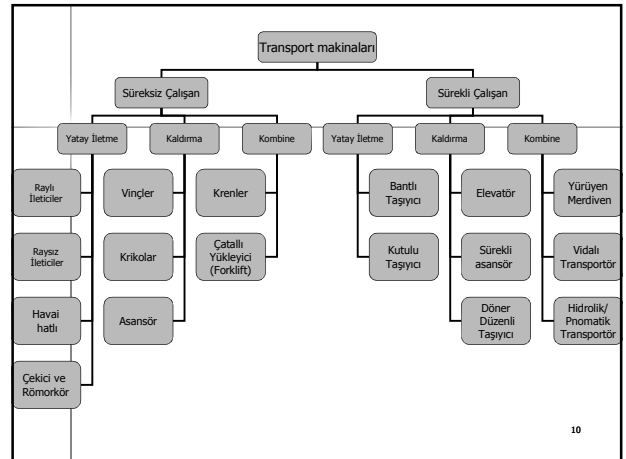 Transport makinaları
Süreksiz Çalışan
Sürekli Çalışan
Yatay İletme
Kaldırma
Kombine
Yatay İletme
Kaldırma
Kombine
Raylı
İleticiler
Vinçler
Krenler
Bantlı
Taşıyıcı
Elevatör
Yürüyen
Merdiven
Raysız
İleticiler
Krikolar
Çatallı
Yükleyici
(Forklift)
Kutulu
Taşıyıcı
Sürekli
asansör
Vidalı
Transportör
Havai
hatlı
Asansör
Döner
Düzenli
Taşıyıcı
Hidrolik/
Pnomatik
Transportör
Çekici ve
Römorkör
10